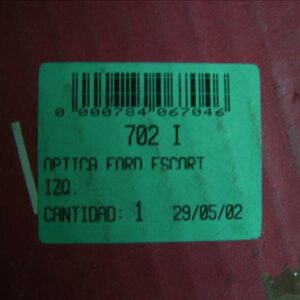 0 000784 067046
702 I
OPTICA FORD ESCORT
IZQ.
CANTIDAD: 1 29/05/02